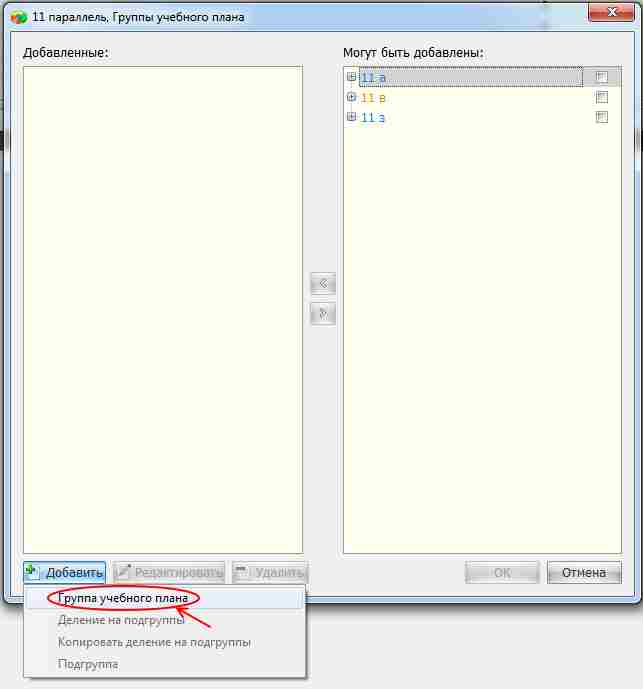 11 параллель, Группы учебного плана
Добавленные:
Могут быть добавлены:
11 а
11 в
11 з
<
>
Добавить
Редактировать
Удалить
OK
Отмена
Группа учебного плана
Деление на подгруппы
Копировать деление на подгруппы
Подгруппа